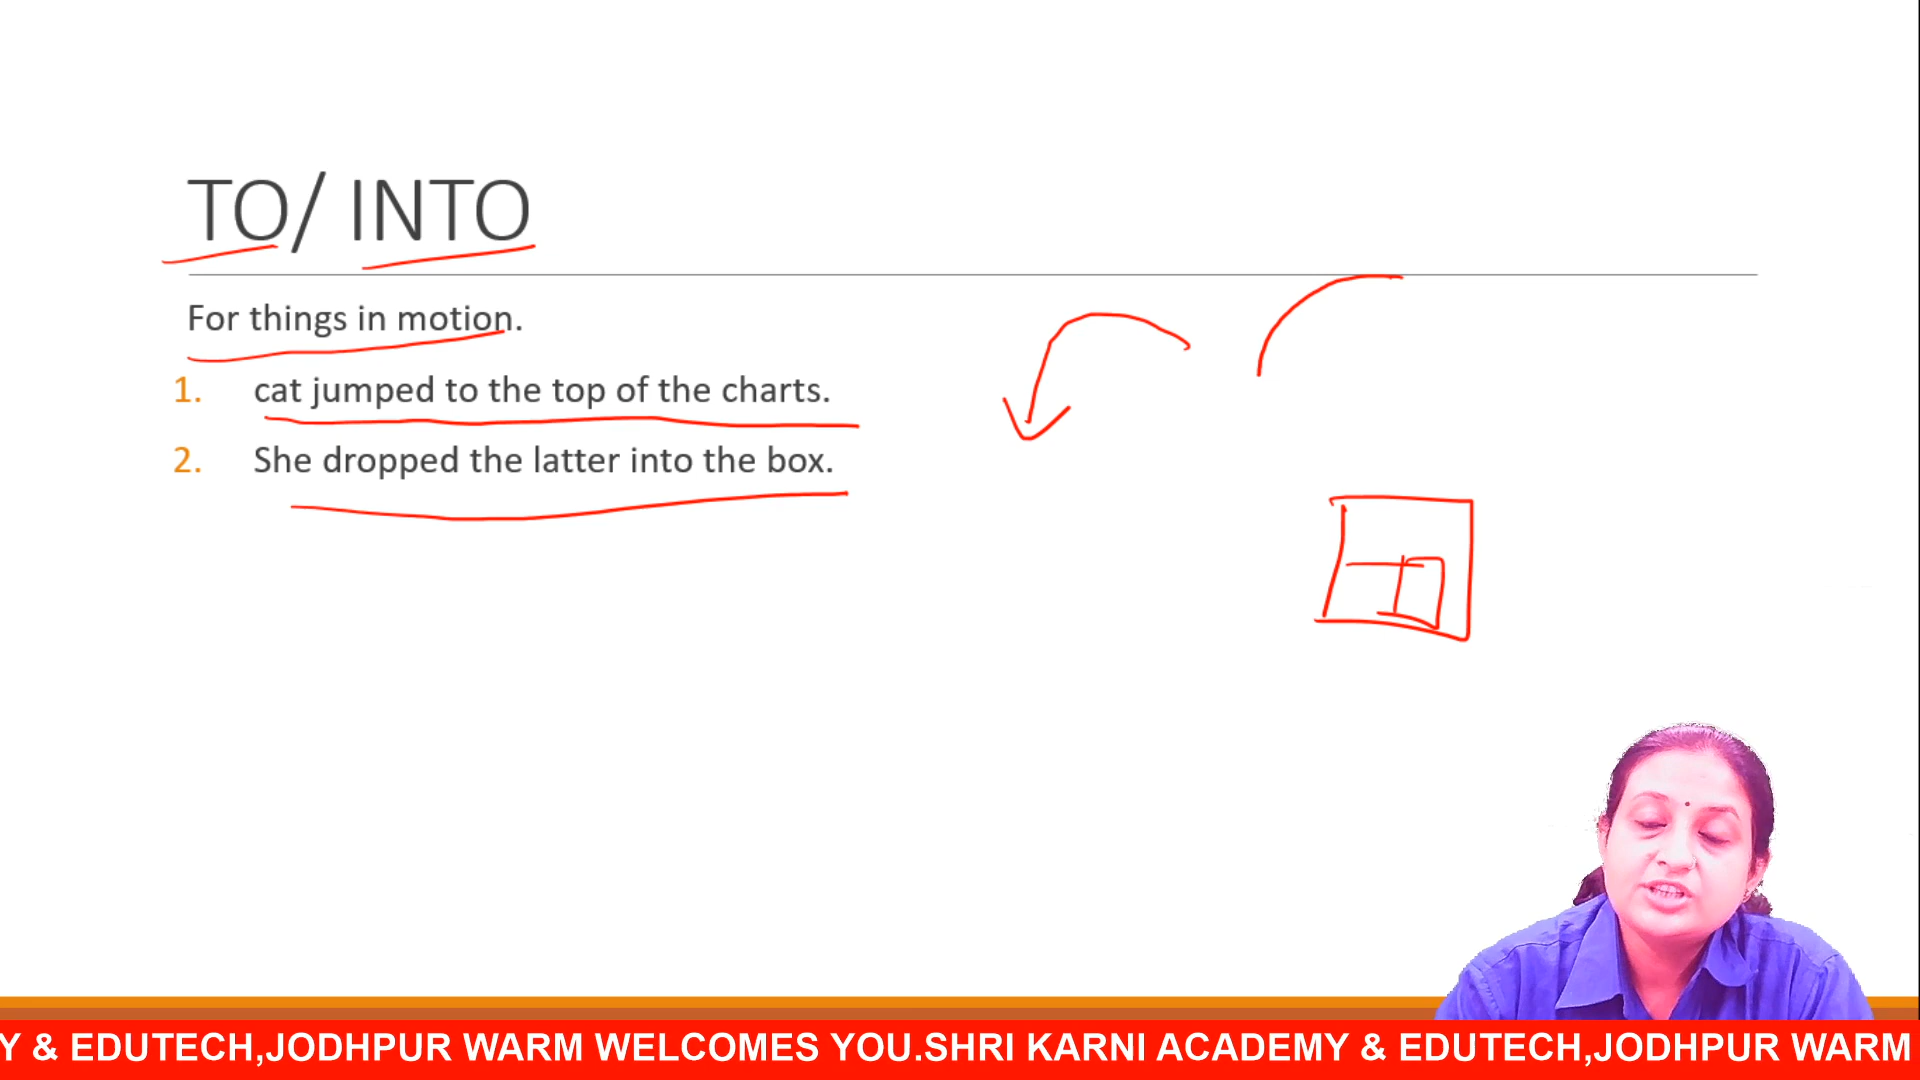 TO/ INTO
For things in motion.
1. cat jumped to the top of the charts.
2. She dropped the latter into the box.
Y & EDUTECH,JODHPUR WARM WELCOMES YOU.SHRI KARNI ACADEMY & EDUTECH,JODHPUR WARM